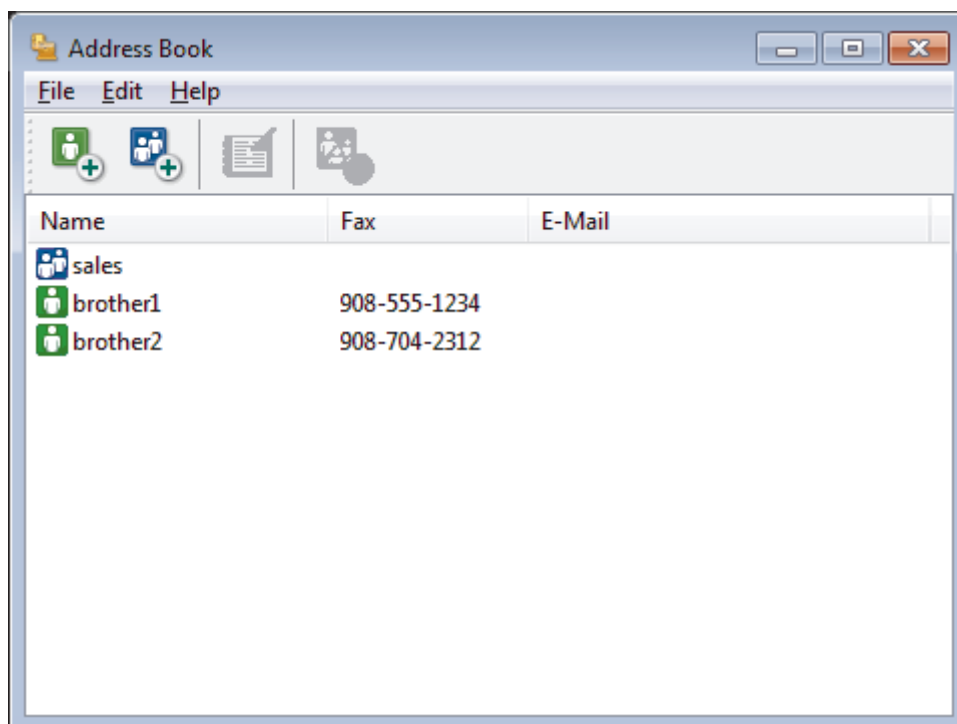 Address Book
File Edit Help
Name Fax E-Mail
sales
brother1 908-555-1234
brother2 908-704-2312